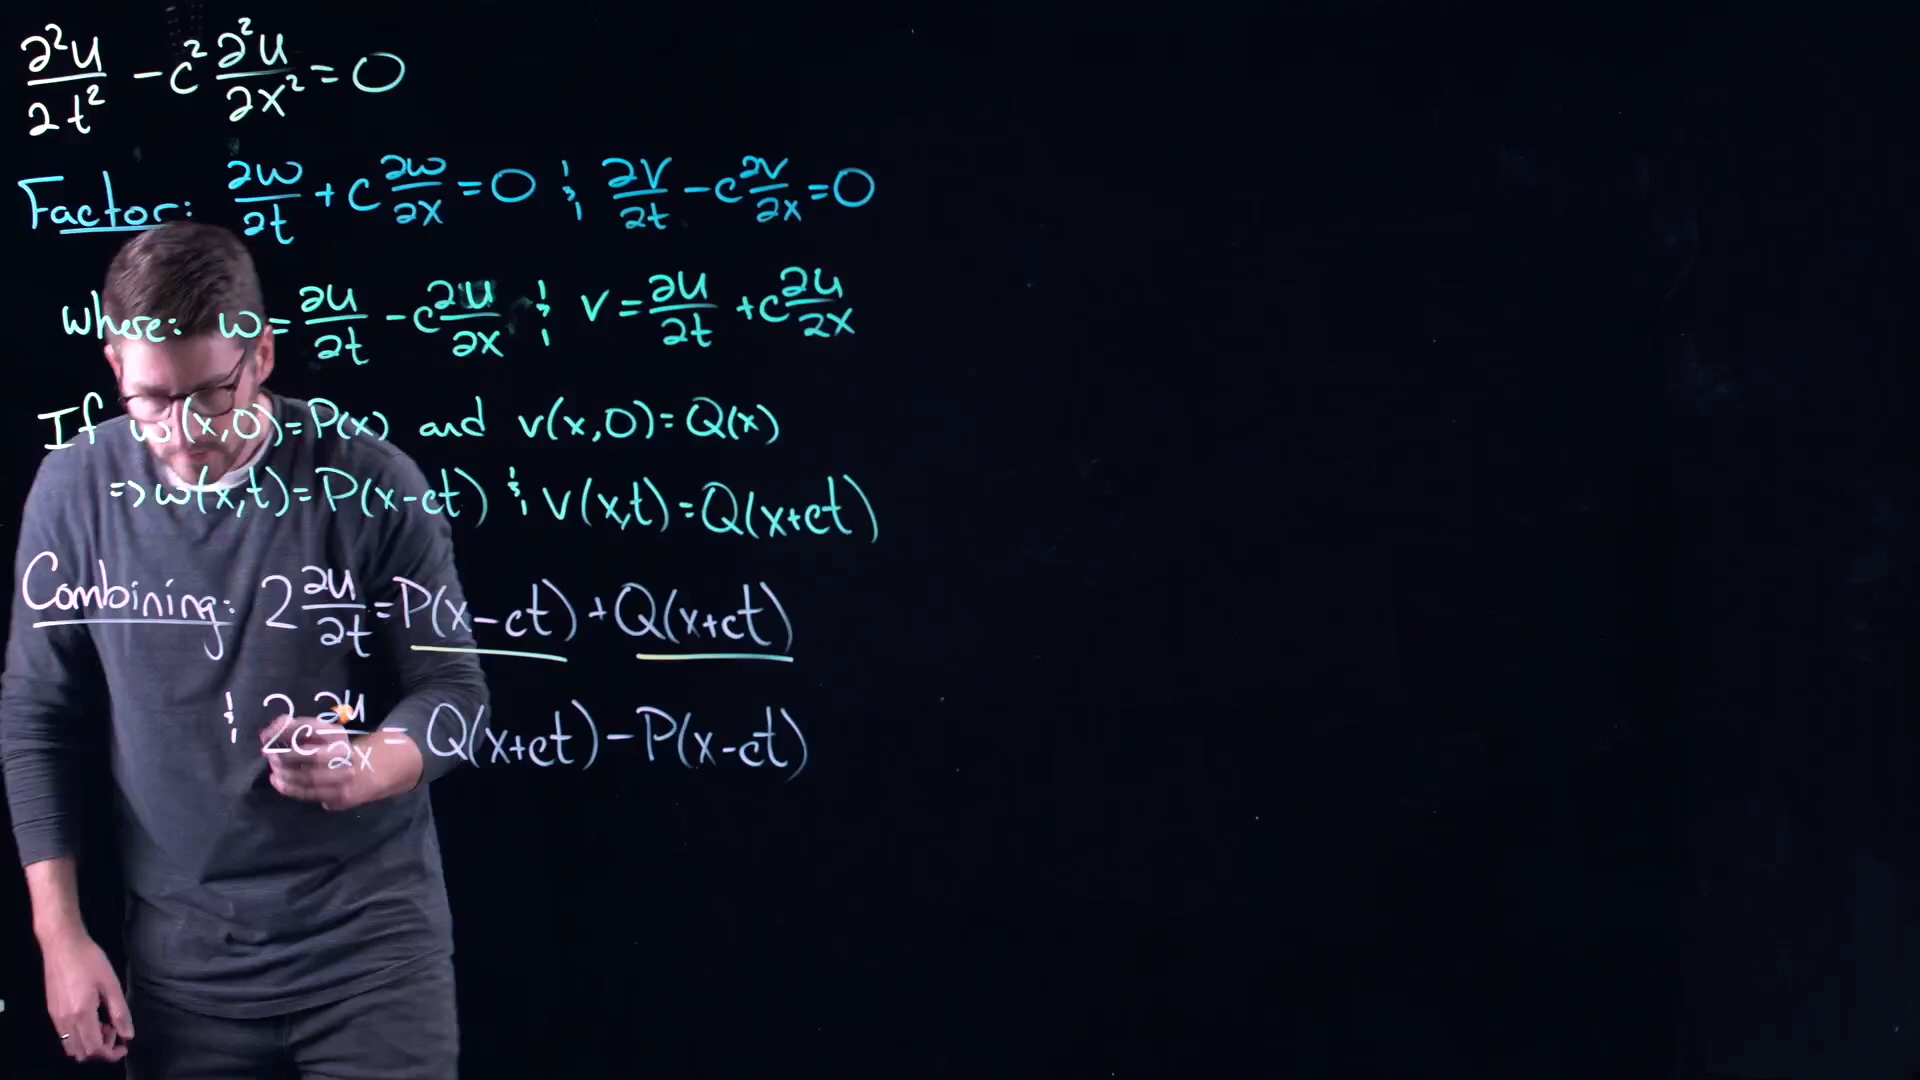 ∂²u/∂t² - c² ∂²u/∂x² = 0
Factor: ∂w/∂t + c ∂w/∂x = 0 & ∂v/∂t - c ∂v/∂x = 0
where: w = ∂u/∂t - c ∂u/∂x & v = ∂u/∂t + c ∂u/∂x
If w(x,0) = P(x) and v(x,0) = Q(x)
=> w(x,t) = P(x-ct) & v(x,t) = Q(x+ct)
Combining: 2 ∂u/∂t = P(x-ct) + Q(x+ct)
& 2c ∂u/∂x = Q(x+ct) - P(x-ct)